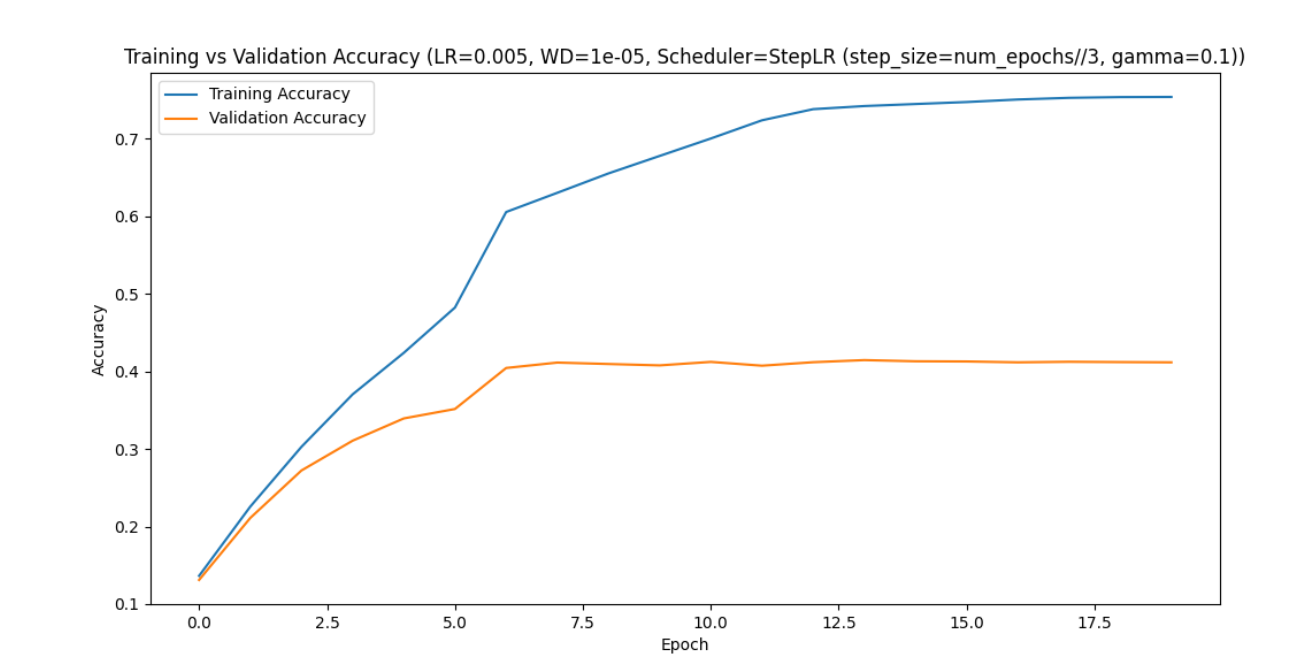 Training vs Validation Accuracy (LR=0.005, WD=1e-05, Scheduler=StepLR (step_size=num_epochs//3, gamma=0.1))
Training Accuracy
Validation Accuracy
0.7
0.6
0.5
0.4
0.3
0.2
0.1
Accuracy
0.0 2.5 5.0 7.5 10.0 12.5 15.0 17.5
Epoch